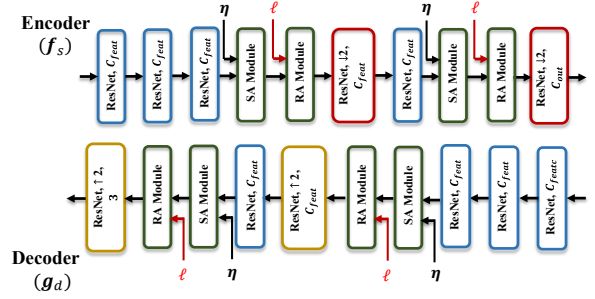 Encoder
(f_s)
η
ℓ
η
ℓ
ResNet, C_feat
ResNet, C_feat
ResNet, C_feat
SA Module
RA Module
ResNet, ↓2,
C_feat
ResNet, C_feat
SA Module
RA Module
ResNet, ↓2,
C_out
ResNet, ↑ 2,
3
RA Module
SA Module
ResNet, C_feat
ResNet, ↑ 2,
C_feat
RA Module
SA Module
ResNet, C_feat
ResNet, C_feat
ResNet, C_featc
Decoder
(g_d)
ℓ
η
ℓ
η